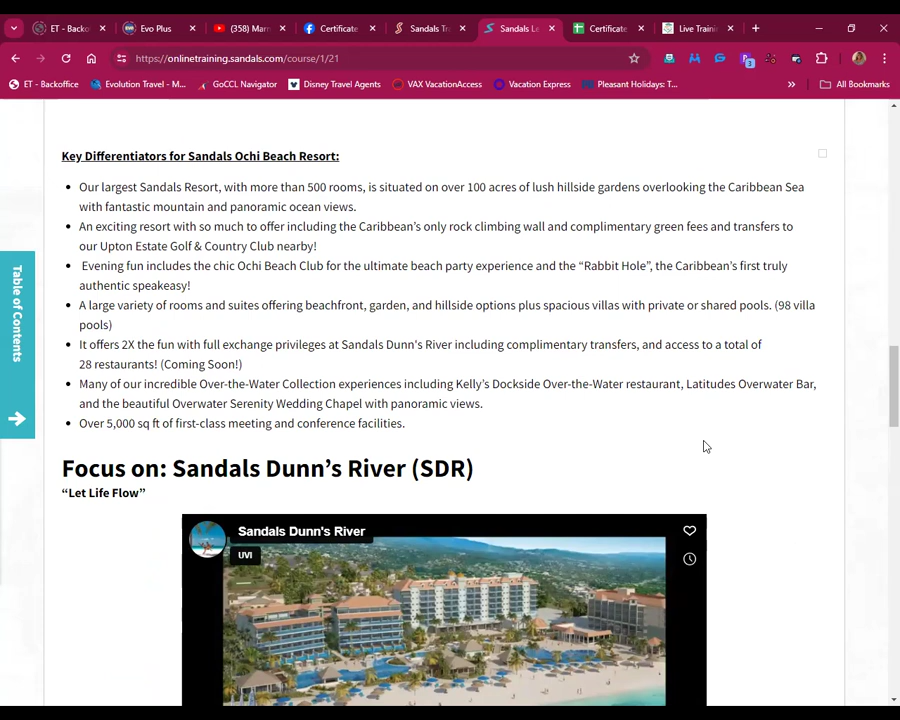 ET - Backo
Evo Plus
(358) Marr
Certificate
Sandals Tr
Sandals Le
Certificate
Live Traini
https://onlinetraining.sandals.com/course/1/21
3
ET - Backoffice
Evolution Travel - M...
GoCCL Navigator
Disney Travel Agents
VAX VacationAccess
Vacation Express
Pleasant Holidays: T...
All Bookmarks
Key Differentiators for Sandals Ochi Beach Resort:
• Our largest Sandals Resort, with more than 500 rooms, is situated on over 100 acres of lush hillside gardens overlooking the Caribbean Sea
with fantastic mountain and panoramic ocean views.
• An exciting resort with so much to offer including the Caribbean's only rock climbing wall and complimentary green fees and transfers to
our Upton Estate Golf & Country Club nearby!
• Evening fun includes the chic Ochi Beach Club for the ultimate beach party experience and the “Rabbit Hole”, the Caribbean’s first truly
authentic speakeasy!
• A large variety of rooms and suites offering beachfront, garden, and hillside options plus spacious villas with private or shared pools. (98 villa
pools)
• It offers 2X the fun with full exchange privileges at Sandals Dunn's River including complimentary transfers, and access to a total of
28 restaurants! (Coming Soon!)
• Many of our incredible Over-the-Water Collection experiences including Kelly’s Dockside Over-the-Water restaurant, Latitudes Overwater Bar,
and the beautiful Overwater Serenity Wedding Chapel with panoramic views.
• Over 5,000 sq ft of first-class meeting and conference facilities.
Table of Contents
Focus on: Sandals Dunn’s River (SDR)
“Let Life Flow”
Sandals Dunn's River
UVI